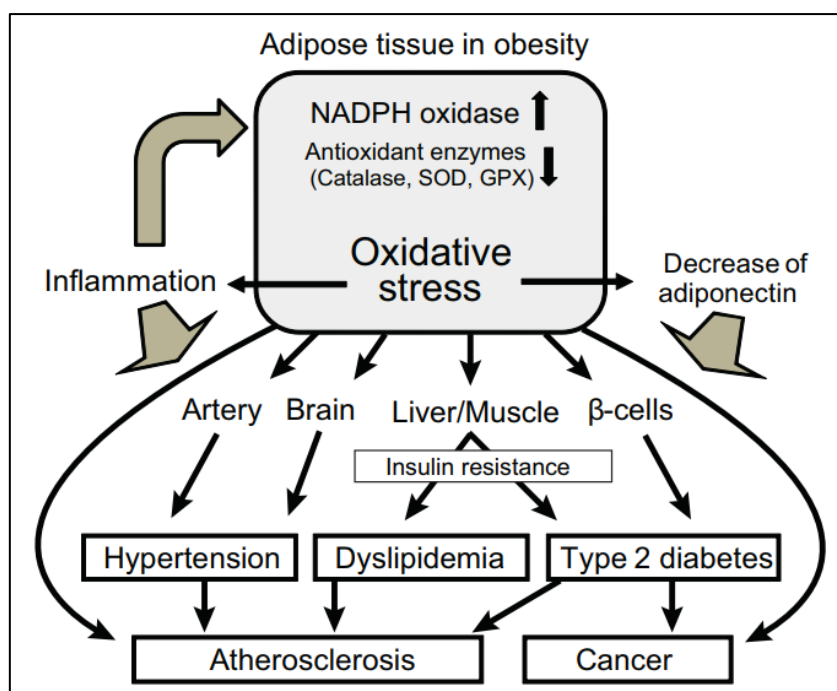 Adipose tissue in obesity
NADPH oxidase
Antioxidant enzymes
(Catalase, SOD, GPX)
Oxidative
stress
Inflammation
Decrease of
adiponectin
Artery
Brain
Liver/Muscle
β-cells
Insulin resistance
Hypertension
Dyslipidemia
Type 2 diabetes
Atherosclerosis
Cancer